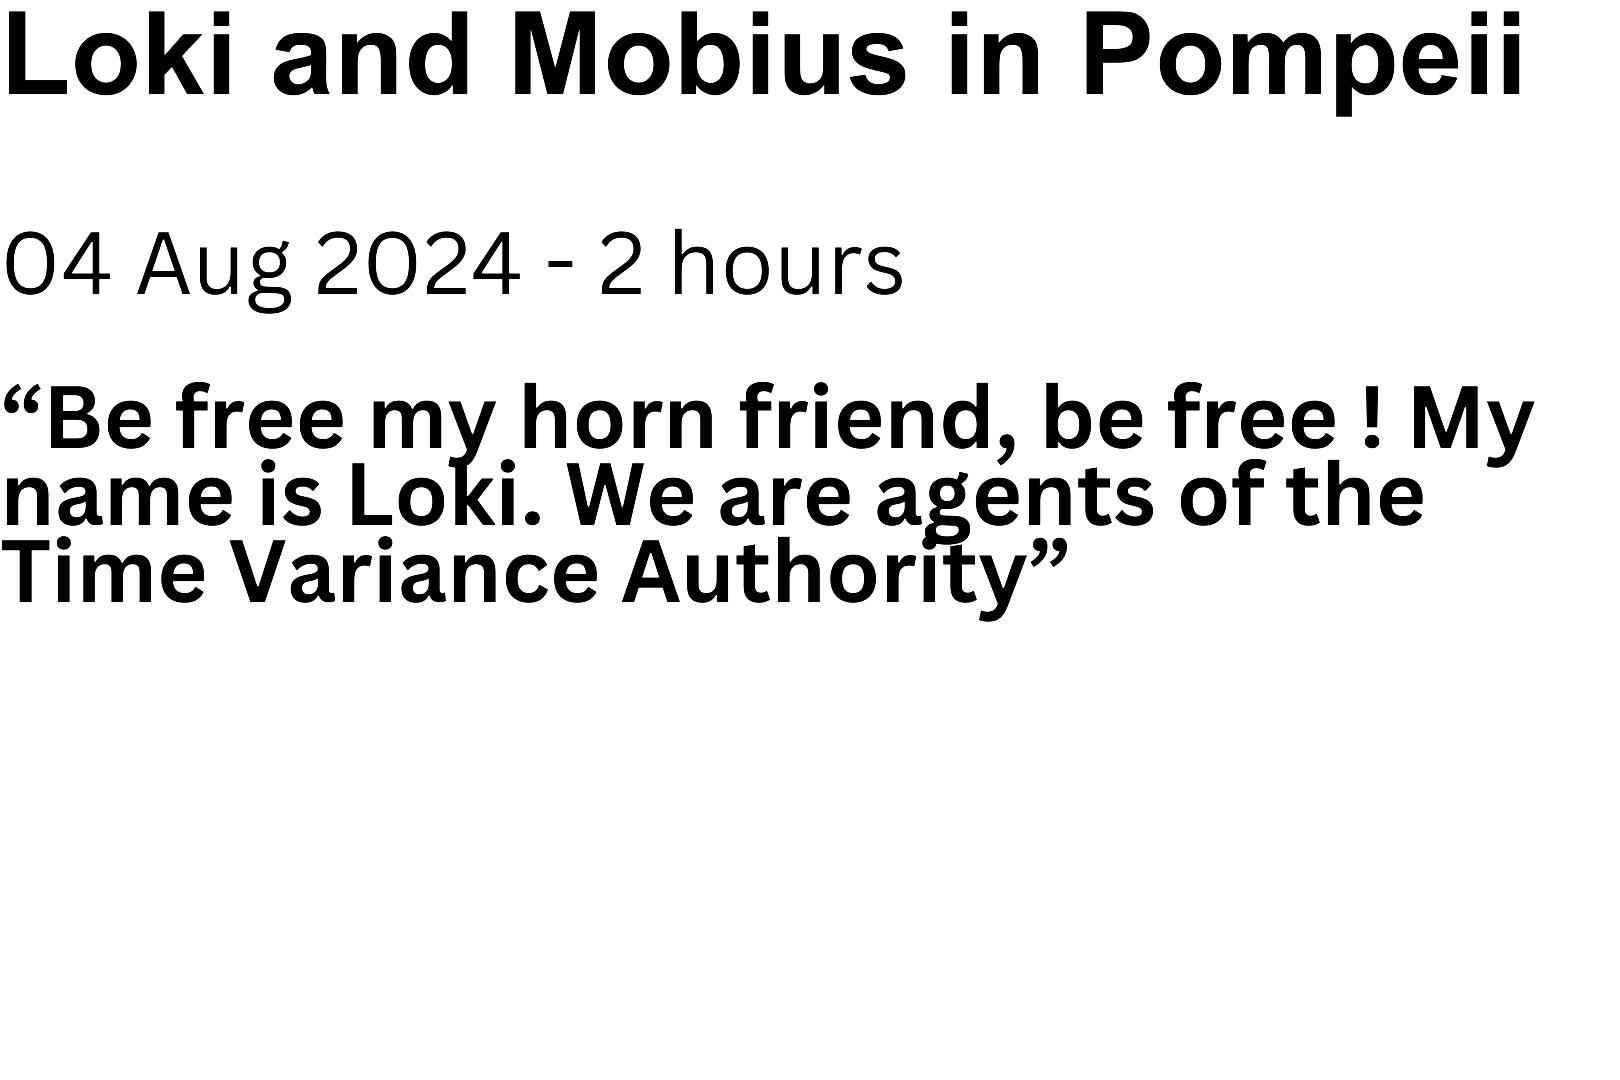 Loki and Mobius in Pompeii
04 Aug 2024 - 2 hours
“Be free my horn friend, be free ! My
name is Loki. We are agents of the
Time Variance Authority”